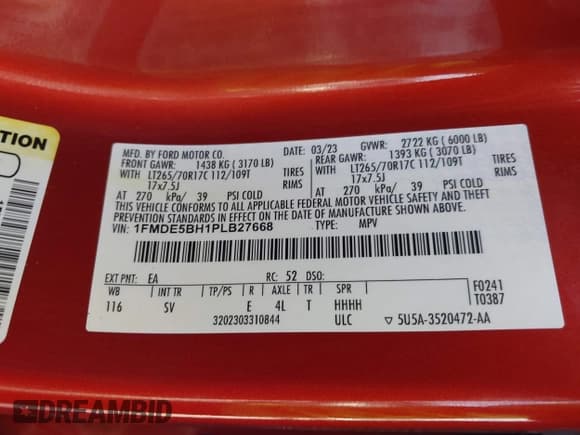 TION
MFD. BY FORD MOTOR CO. 03/23 GVWR: 2722 KG ( 6000 LB)
FRONT GAWR: 1438 KG ( 3170 LB) REAR GAWR: 1393 KG ( 3070 LB)
LT265/70R17C 112/109T TIRES LT265/70R17C 112/109T TIRES
17x7.5J RIMS 17x7.5J RIMS
AT 270 kPa/ 39 PSI COLD AT 270 kPa/ 39 PSI COLD
THIS VEHICLE CONFORMS TO ALL APPLICABLE FEDERAL MOTOR VEHICLE SAFETY AND THEFT
PREVENTION STANDARDS IN EFFECT ON THE DATE OF MANUFACTURE SHOWN ABOVE.
VIN: 1FMDE5BH1PLB27668 TYPE: MPV
EXT PNT: EA RC: 52 DSO:
WB INT TR TP/PS R AXLE TR SPR F0241
116 SV E 4L T HHHH T0387
3202303310844 ULC ▽ 5U5A-3520472-AA
DREAMBID